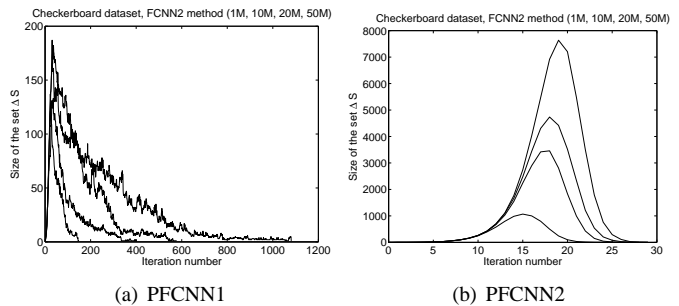 Checkerboard dataset, FCNN2 method (1M, 10M, 20M, 50M)
200
150
100
50
0
Size of the set Δ S
0 200 400 600 800 1000 1200
Iteration number
(a) PFCNN1
Checkerboard dataset, FCNN2 method (1M, 10M, 20M, 50M)
8000
7000
6000
5000
4000
3000
2000
1000
0
Size of the set Δ S
0 5 10 15 20 25 30
Iteration number
(b) PFCNN2